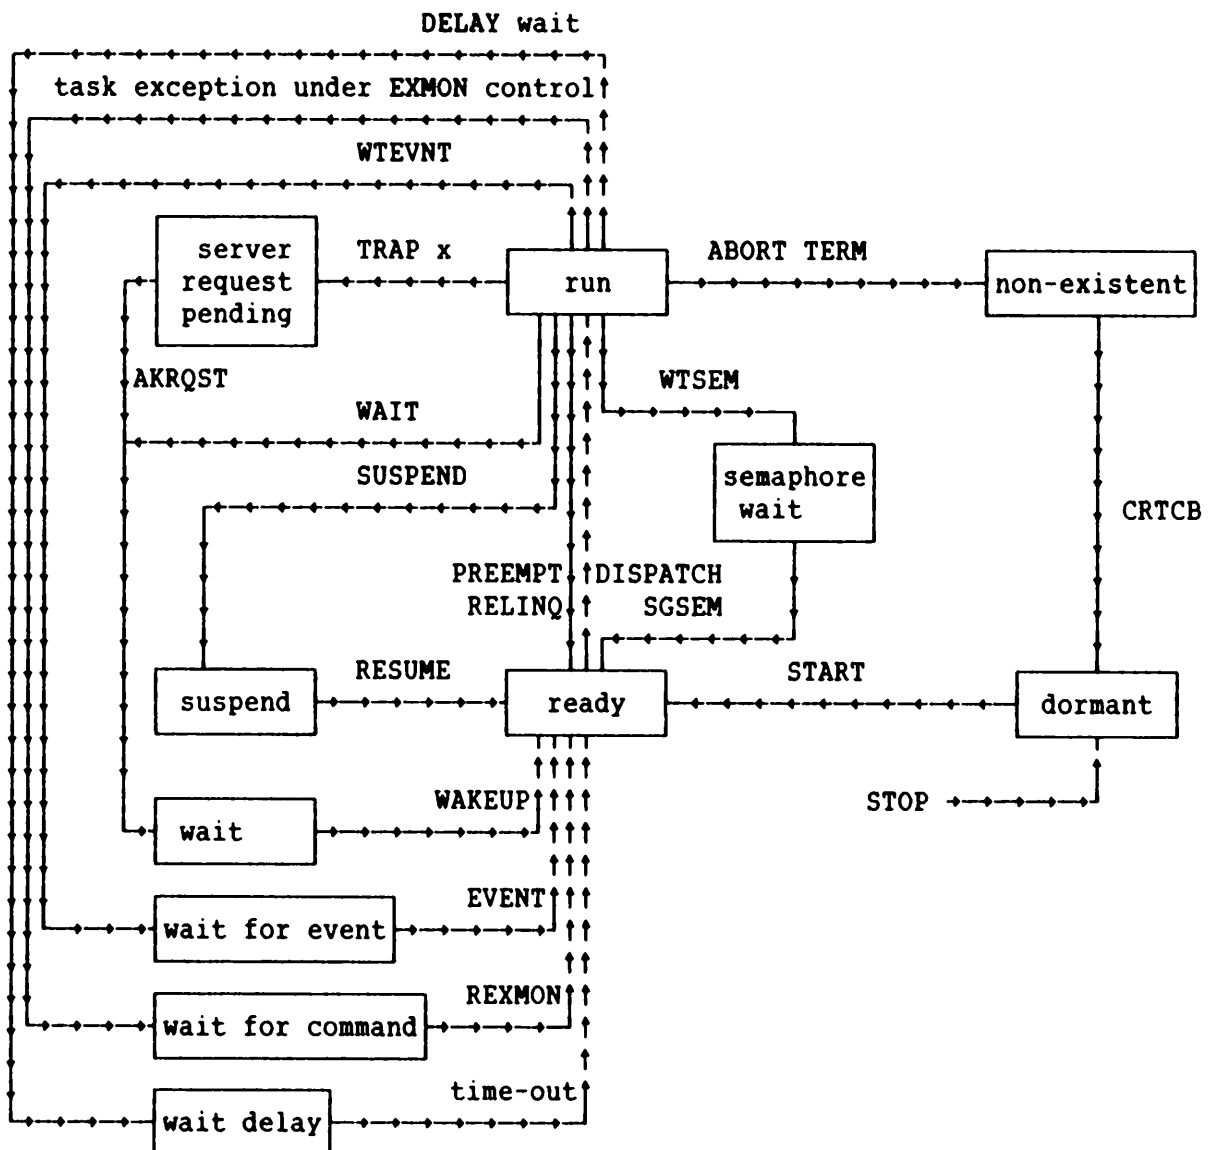 DELAY wait
task exception under EXMON control
WTEVNT
server
request
pending
TRAP x
run
ABORT TERM
non-existent
AKRQST
WAIT
WTSEM
SUSPEND
semaphore
wait
CRTCB
PREEMPT
DISPATCH
RELINQ
SGSEM
suspend
RESUME
ready
START
dormant
STOP
wait
WAKEUP
wait for event
EVENT
wait for command
REXMON
wait delay
time-out